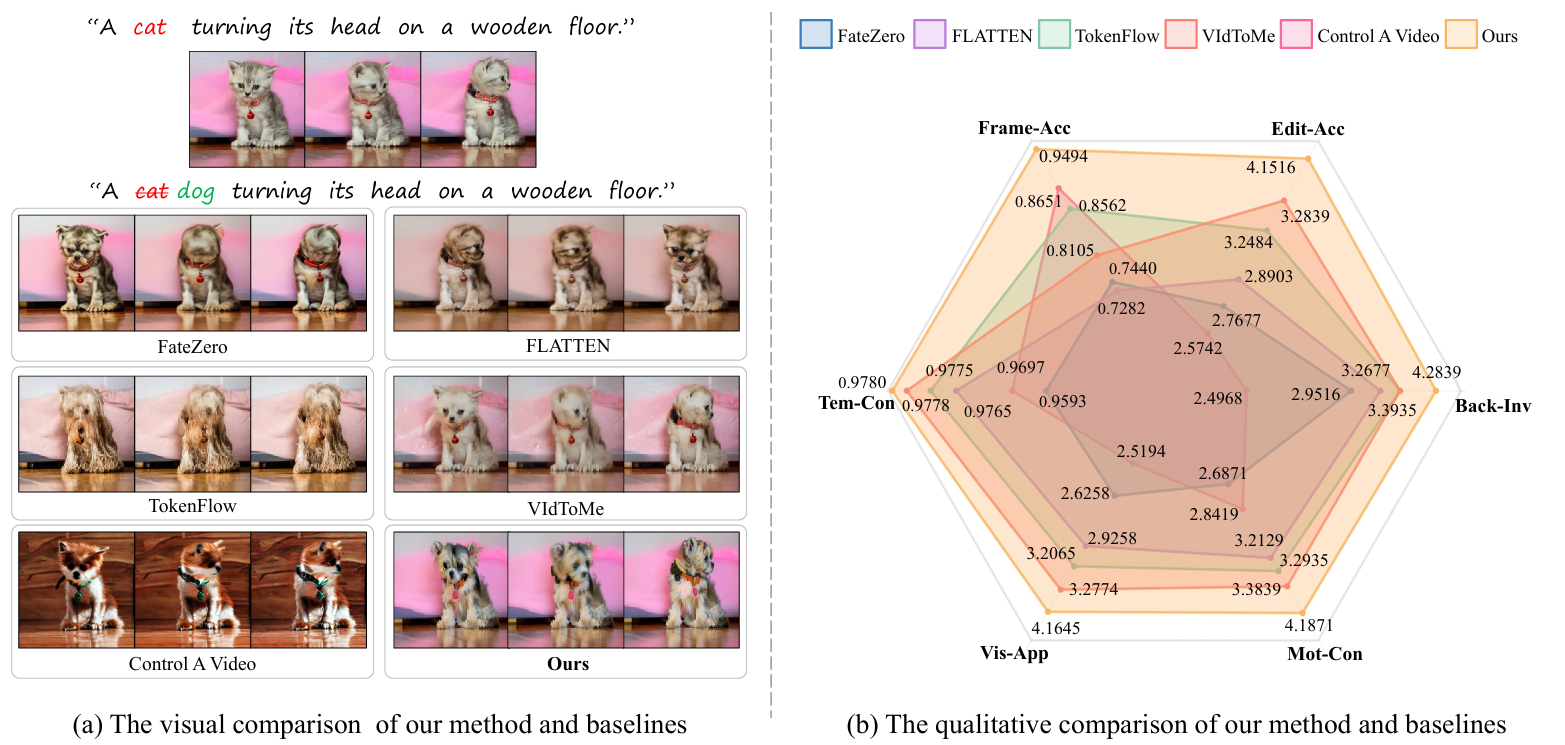 “A cat turning its head on a wooden floor.”
“A cat dog turning its head on a wooden floor.”
FateZero
FLATTEN
TokenFlow
VIdToMe
Control A Video
Ours
(a) The visual comparison of our method and baselines
FateZero FLATTEN TokenFlow VIdToMe Control A Video Ours
Frame-Acc
Edit-Acc
0.9494
4.1516
0.8651
0.8562
3.2839
3.2484
0.8105
0.7440
2.8903
0.7282
2.7677
2.5742
0.9780
0.9775
0.9697
3.2677
4.2839
Tem-Con
0.9778
0.9765
0.9593
2.4968
2.9516
3.3935
Back-Inv
2.5194
2.6871
2.6258
2.8419
2.9258
3.2129
3.2065
3.2935
3.2774
3.3839
4.1645
4.1871
Vis-App
Mot-Con
(b) The qualitative comparison of our method and baselines